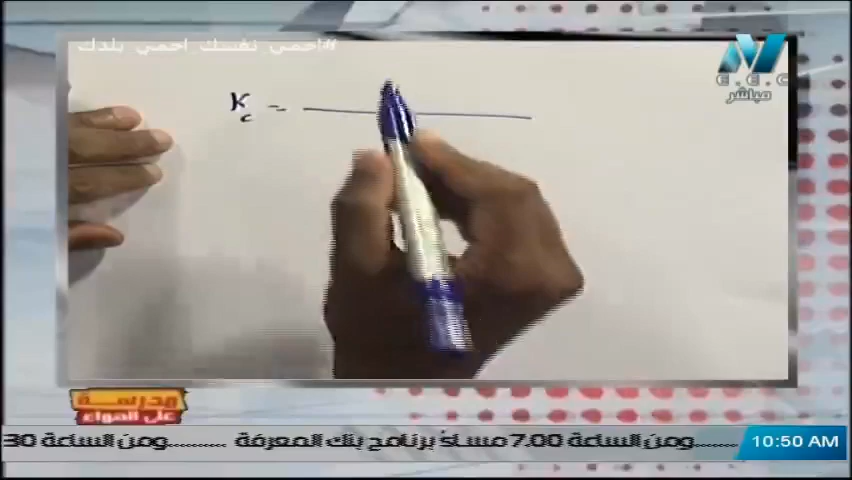 #احمي نفسك احمي بلدك
E.E.C
مباشر
Kc =
مدرسة
على الهواء
........ومن الساعة 7.00 مساءً برنامج بنك المعرفة ..........ومن الساعة 30
10:50 AM